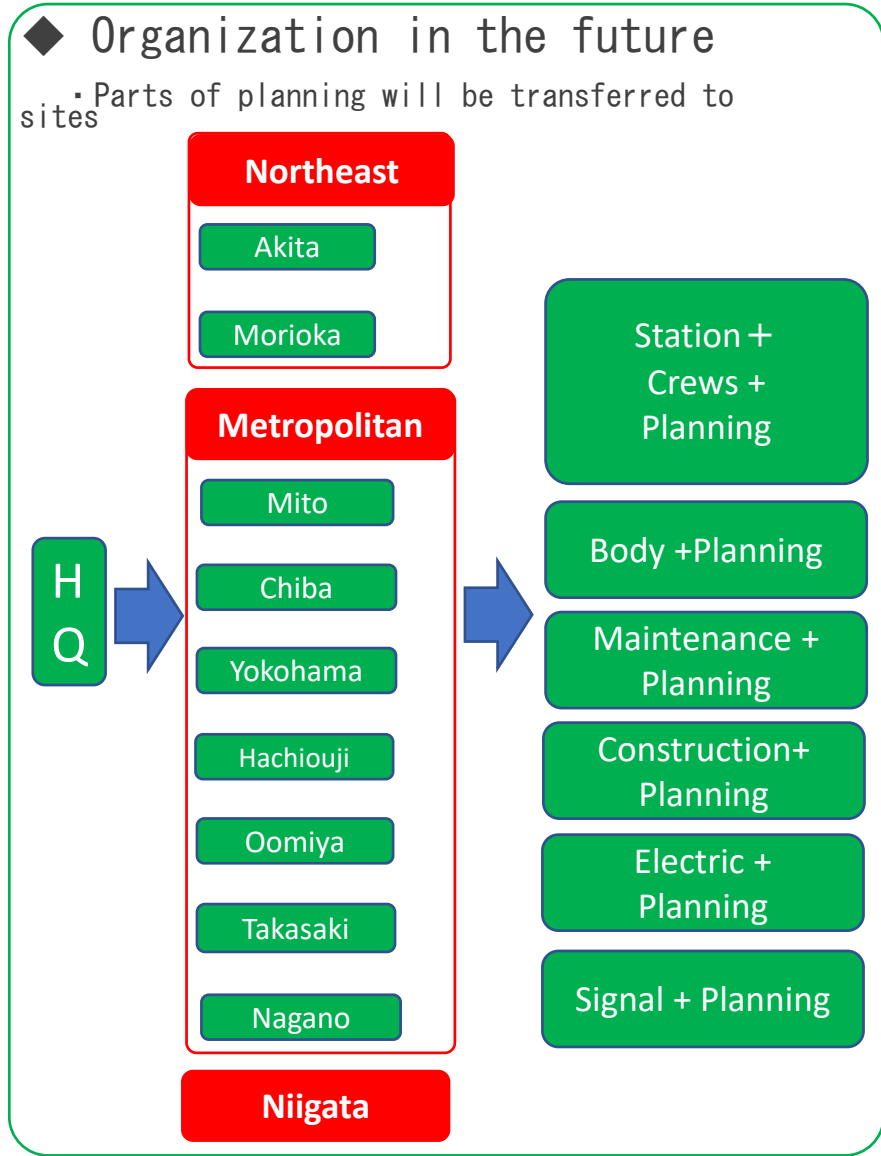 ◆ Organization in the future
・Parts of planning will be transferred to
sites
Northeast
Akita
Morioka
Metropolitan
Mito
Chiba
Yokohama
Hachiouji
Oomiya
Takasaki
Nagano
Niigata
H
Q
Station＋
Crews +
Planning
Body +Planning
Maintenance +
Planning
Construction+
Planning
Electric +
Planning
Signal + Planning